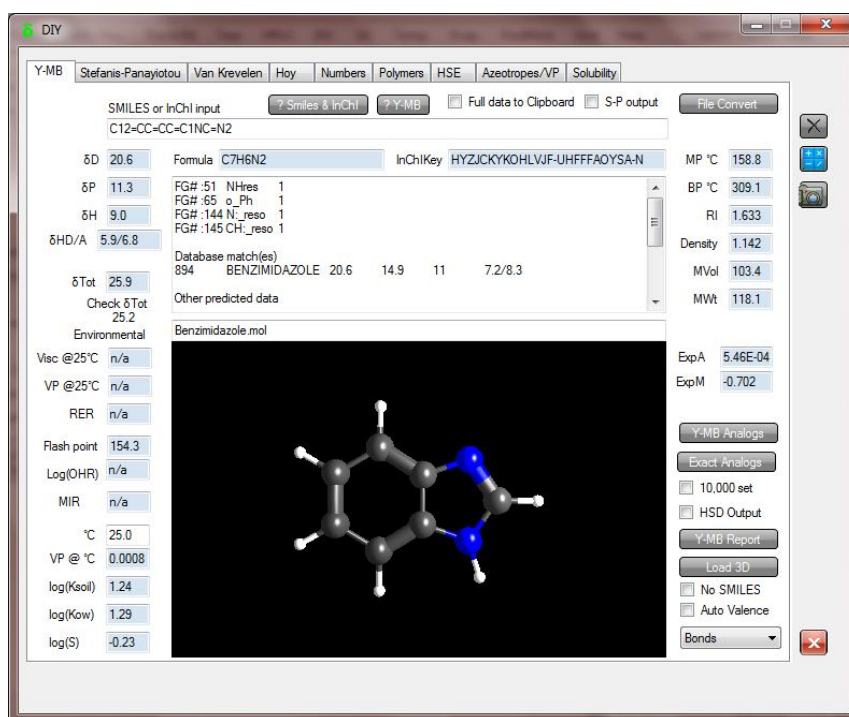 δ DIY
Y-MB Stefanis-Panayiotou Van Krevelen Hoy Numbers Polymers HSE Azeotropes/VP Solubility
SMILES or InChI input ? Smiles & InChI ? Y-MB Full data to Clipboard S-P output File Convert
C12=CC=CC=C1NC=N2
δD 20.6 Formula C7H6N2 InChIKey HYZJCKYKOHLVJF-UHFFFAOYSA-N MP °C 158.8
δP 11.3 FG# :51 NHres 1 BP °C 309.1
FG# :65 o_Ph 1
δH 9.0 FG# :144 N:_reso 1 RI 1.633
FG# :145 CH:_reso 1
δHD/A 5.9/6.8 Density 1.142
Database match(es)
894 BENZIMIDAZOLE 20.6 14.9 11 7.2/8.3 MVol 103.4
δTot 25.9
Check δTot Other predicted data MWt 118.1
25.2
Environmental Benzimidazole.mol
Visc @25°C n/a ExpA 5.46E-04
VP @25°C n/a ExpM -0.702
RER n/a
Y-MB Analogs
Flash point 154.3
Exact Analogs
Log(OHR) n/a
10,000 set
MIR n/a
HSD Output
°C 25.0 Y-MB Report
VP @ °C 0.0008 Load 3D
log(Ksoil) 1.24 No SMILES
log(Kow) 1.29 Auto Valence
log(S) -0.23 Bonds